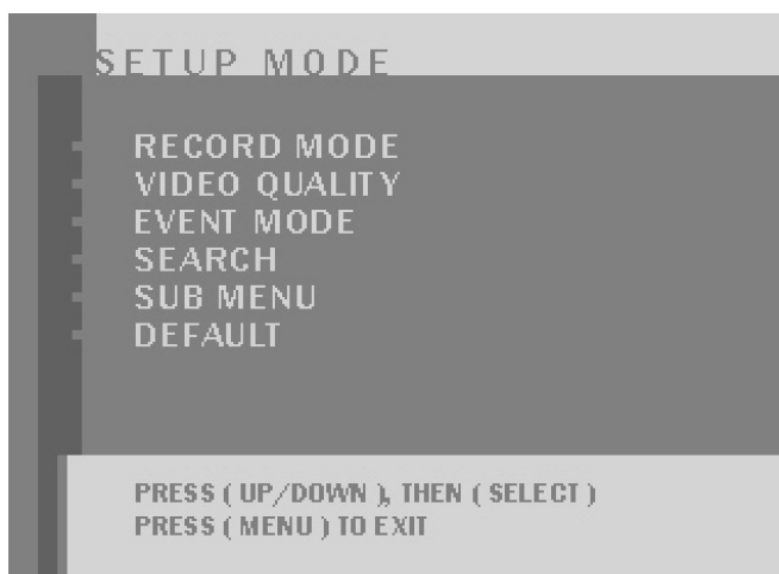 SETUP MODE
RECORD MODE
VIDEO QUALITY
EVENT MODE
SEARCH
SUB MENU
DEFAULT
PRESS ( UP/DOWN ), THEN ( SELECT )
PRESS ( MENU ) TO EXIT